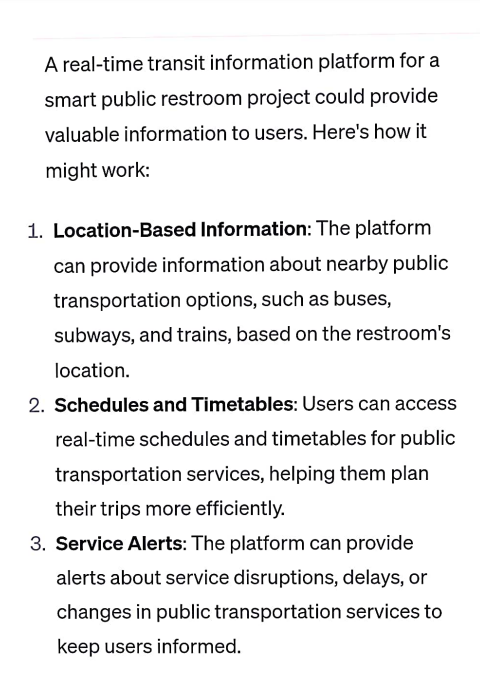 A real-time transit information platform for a
smart public restroom project could provide
valuable information to users. Here's how it
might work:
1. Location-Based Information: The platform
can provide information about nearby public
transportation options, such as buses,
subways, and trains, based on the restroom's
location.
2. Schedules and Timetables: Users can access
real-time schedules and timetables for public
transportation services, helping them plan
their trips more efficiently.
3. Service Alerts: The platform can provide
alerts about service disruptions, delays, or
changes in public transportation services to
keep users informed.